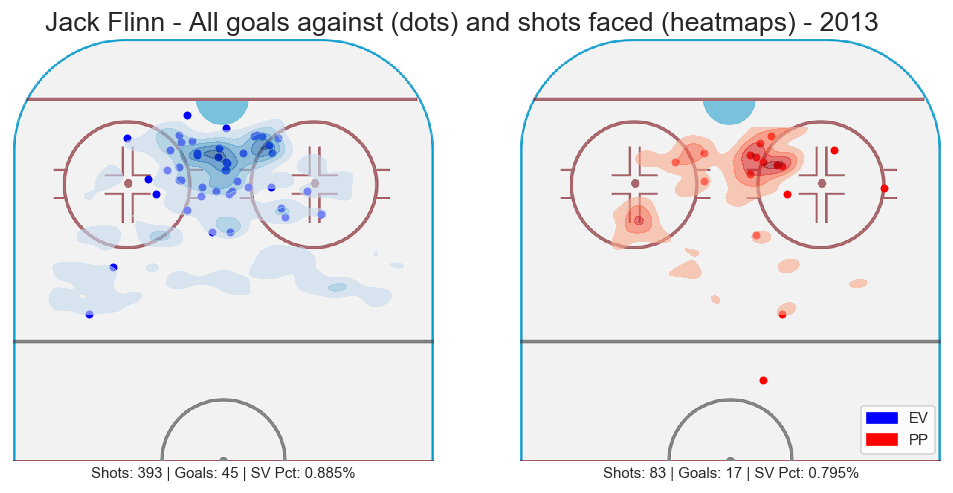 Jack Flinn - All goals against (dots) and shots faced (heatmaps) - 2013
EV
PP
Shots: 393 | Goals: 45 | SV Pct: 0.885%
Shots: 83 | Goals: 17 | SV Pct: 0.795%